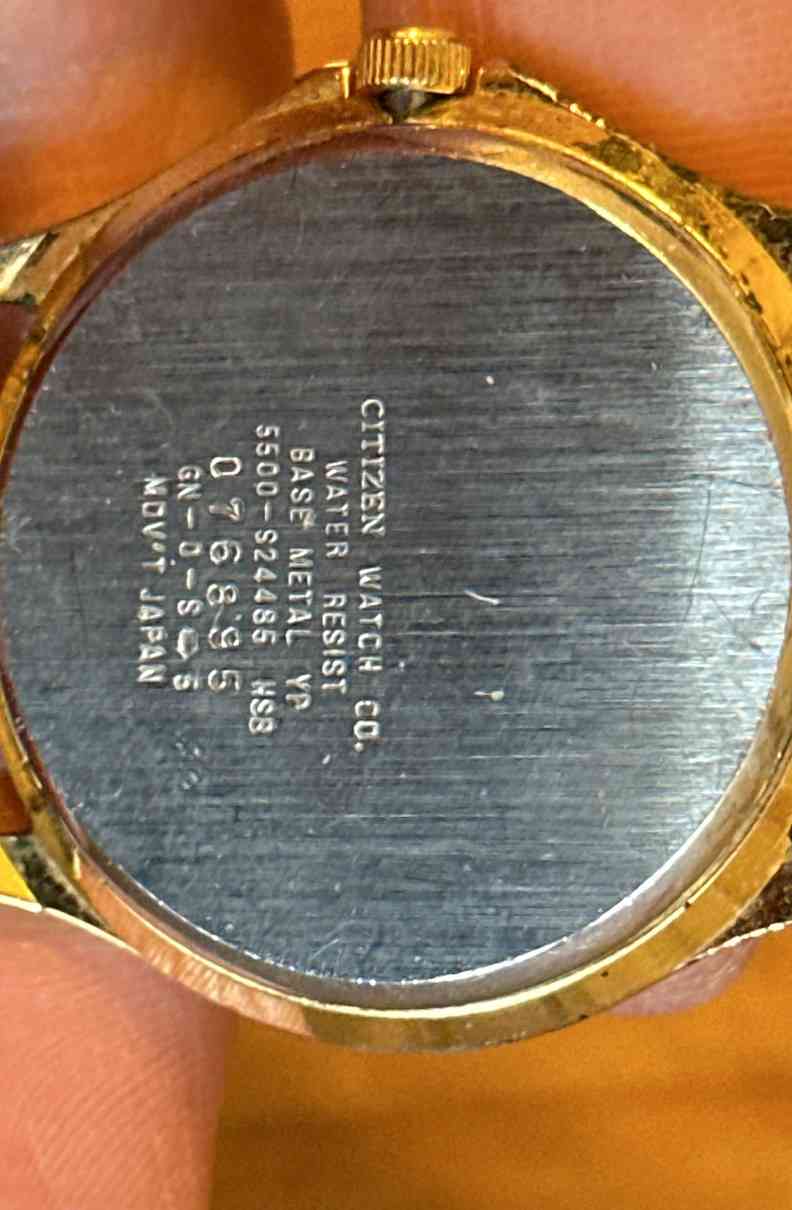 CITIZEN WATCH CO.
WATER RESIST
BASE METAL YP
5500-S24485 HSB
076895
GN-0-S
MOV'T JAPAN